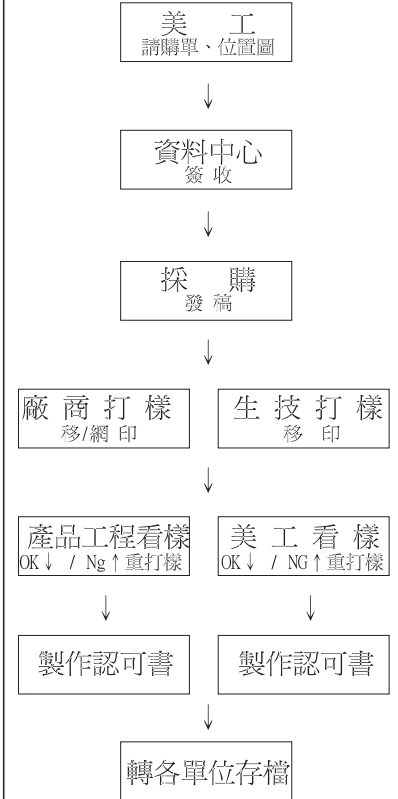 美 工
請購單、位置圖
↓
資料中心
簽 收
↓
採 購
發 稿
↓
廠 商 打 樣
移/網 印
生 技 打 樣
移 印
↓
產品工程看樣
OK↓ / Ng↑重打樣
美 工 看 樣
OK↓ / NG↑重打樣
↓ ↓
製作認可書
製作認可書
↓
轉各單位存檔